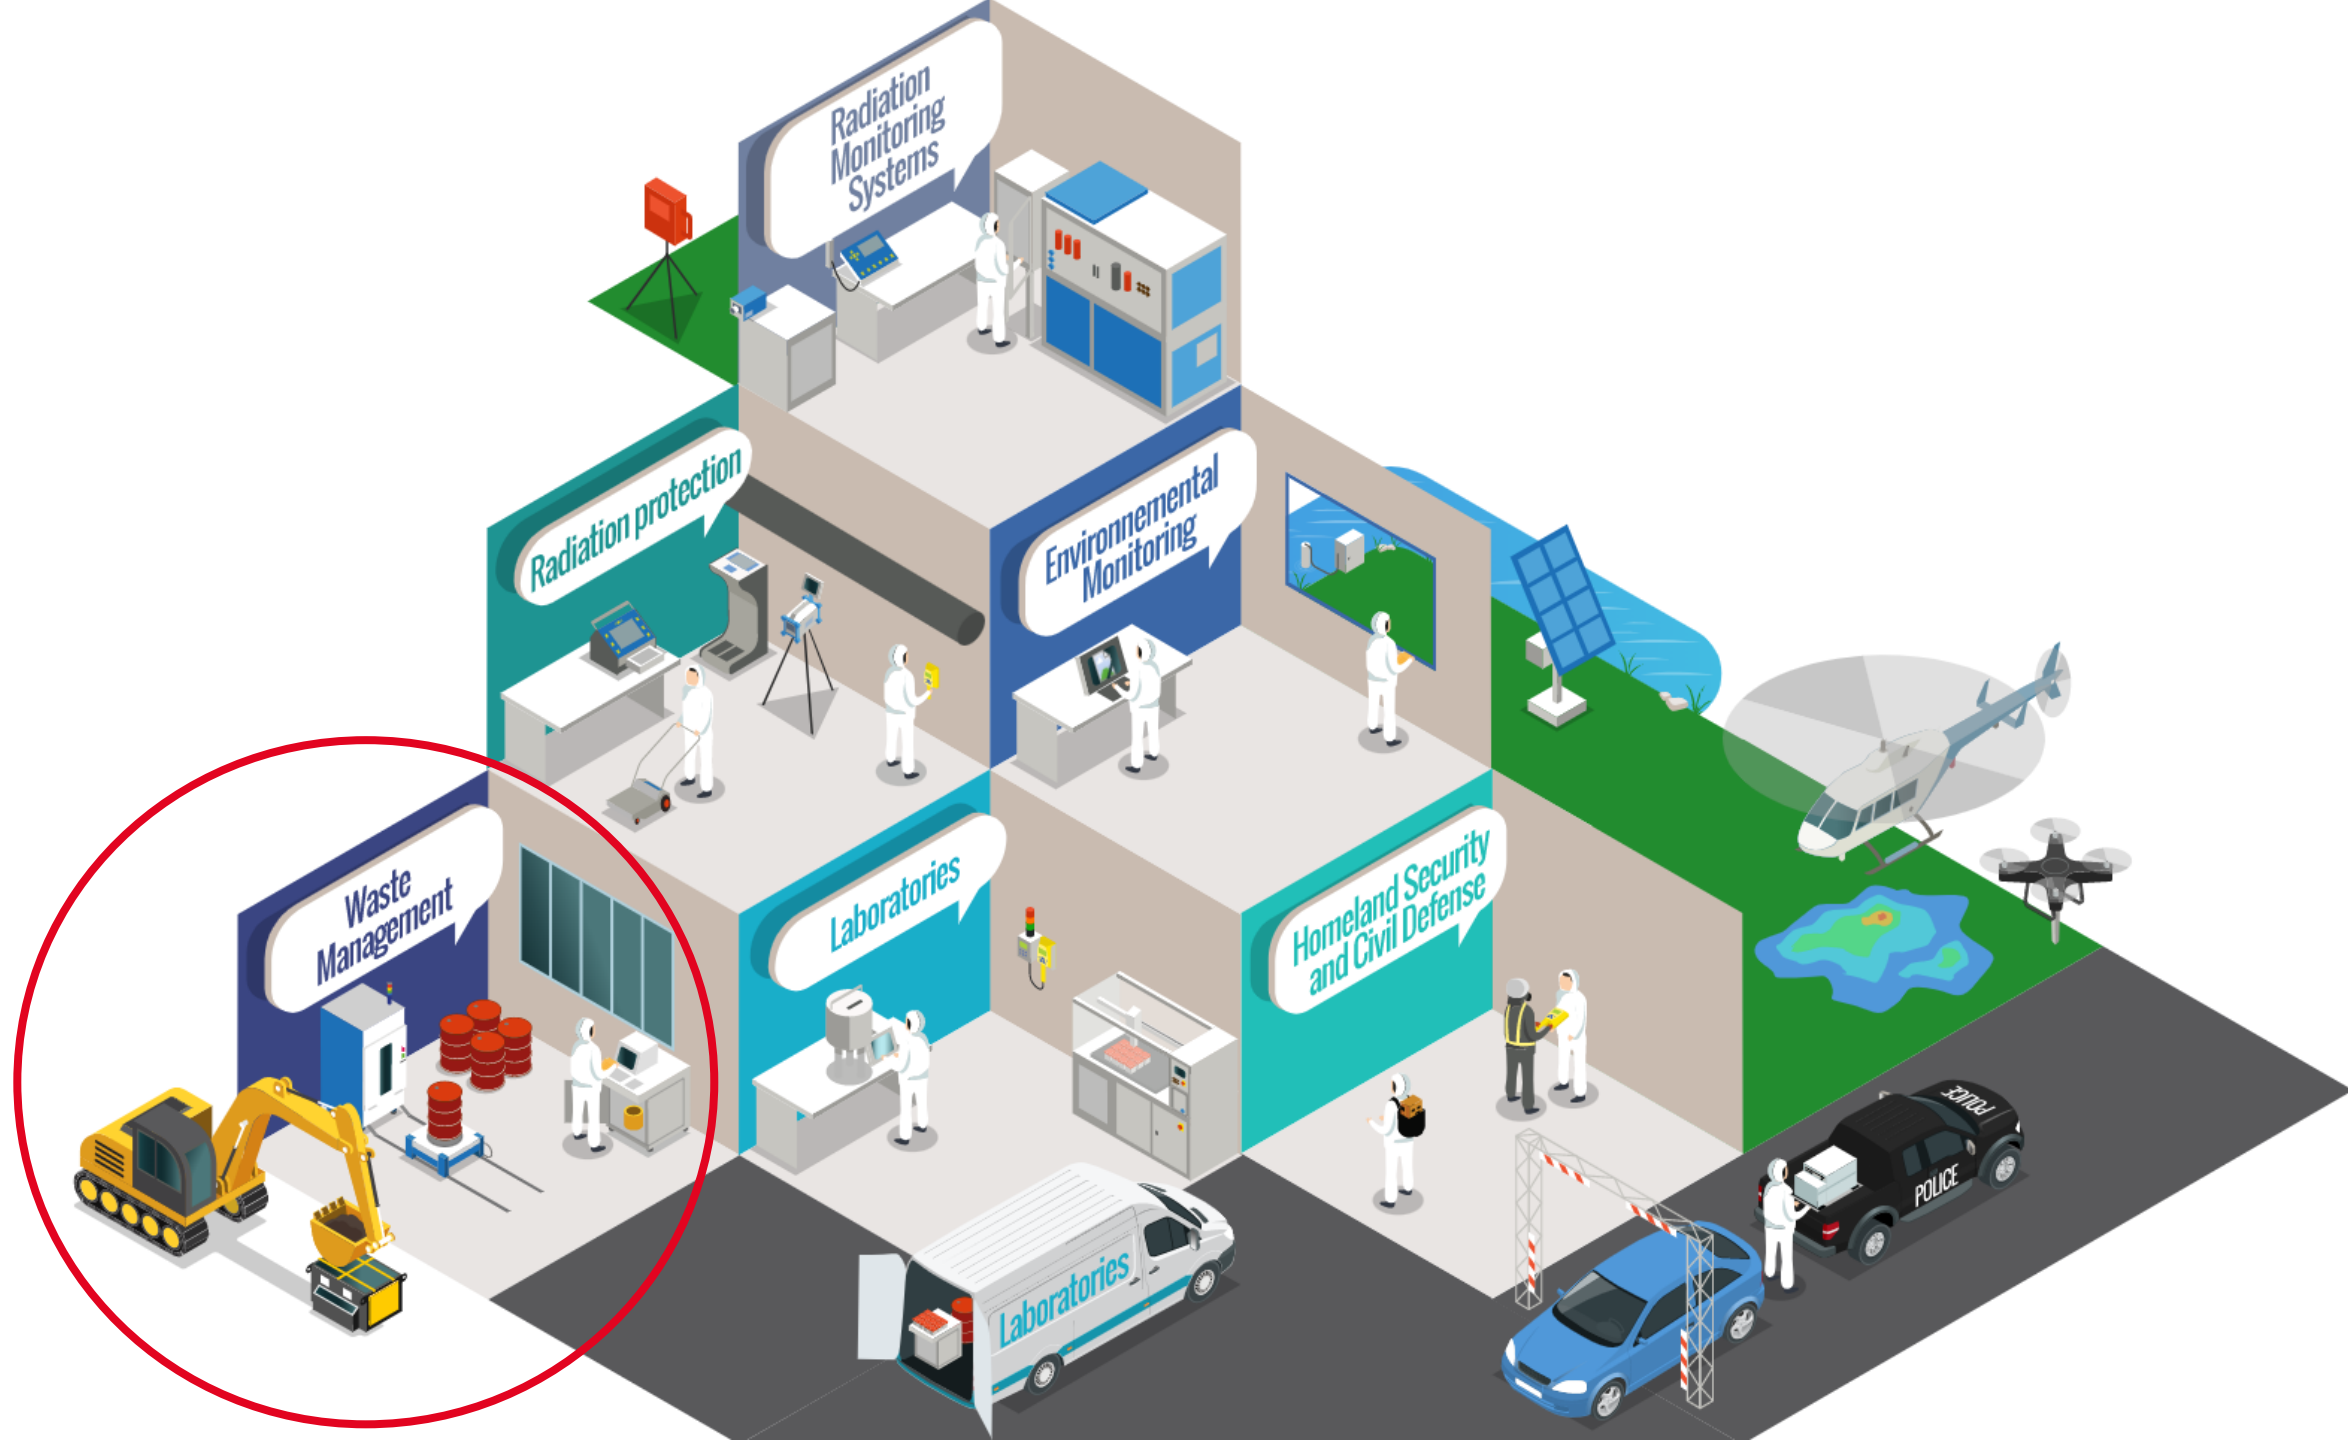 Radiation
Monitoring
Systems
Radiation protection
Environnemental
Monitoring
Waste
Management
Laboratories
Homeland Security
and Civil Defense
POLICE
POLICE
Laboratories